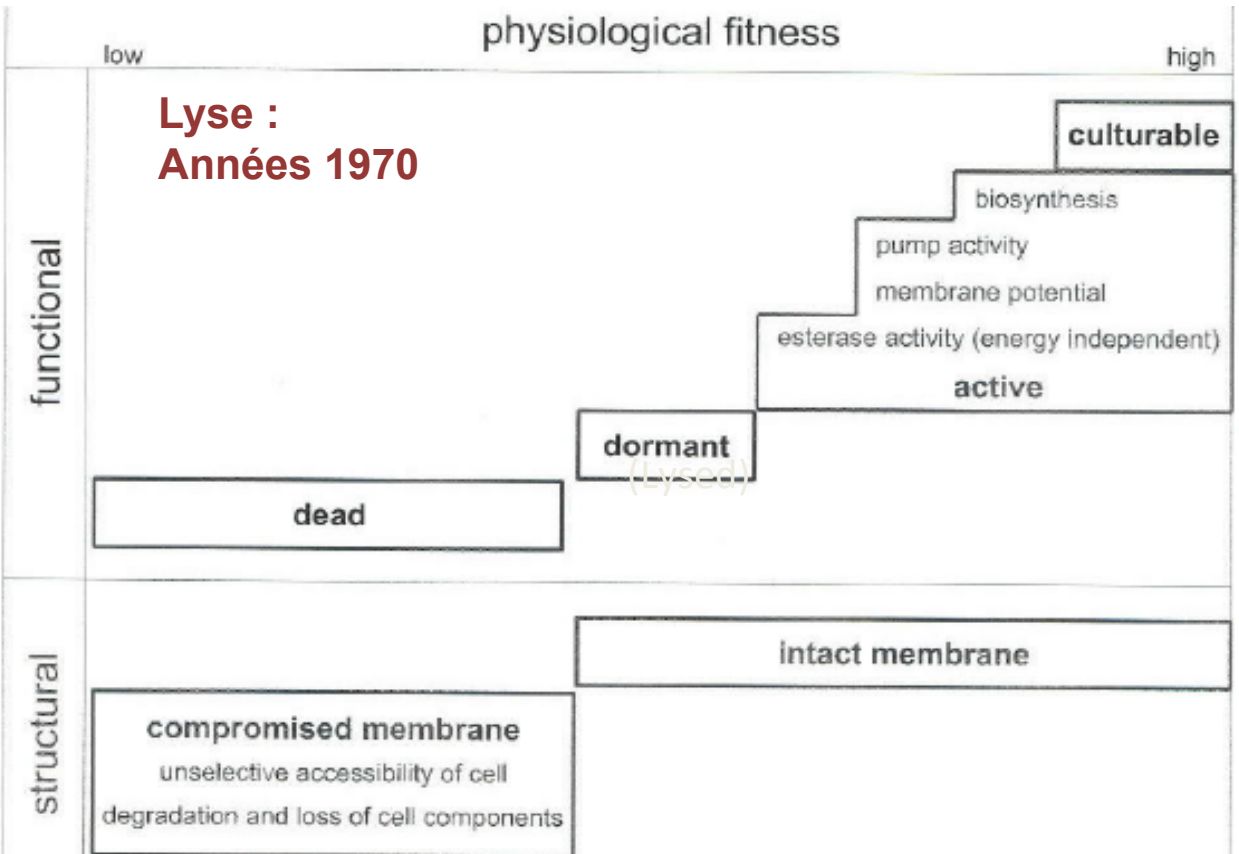 physiological fitness
low
high
Lyse :
Années 1970
functional
culturable
biosynthesis
pump activity
membrane potential
esterase activity (energy independent)
active
dormant
(Lysed)
dead
structural
intact membrane
compromised membrane
unselective accessibility of cell
degradation and loss of cell components